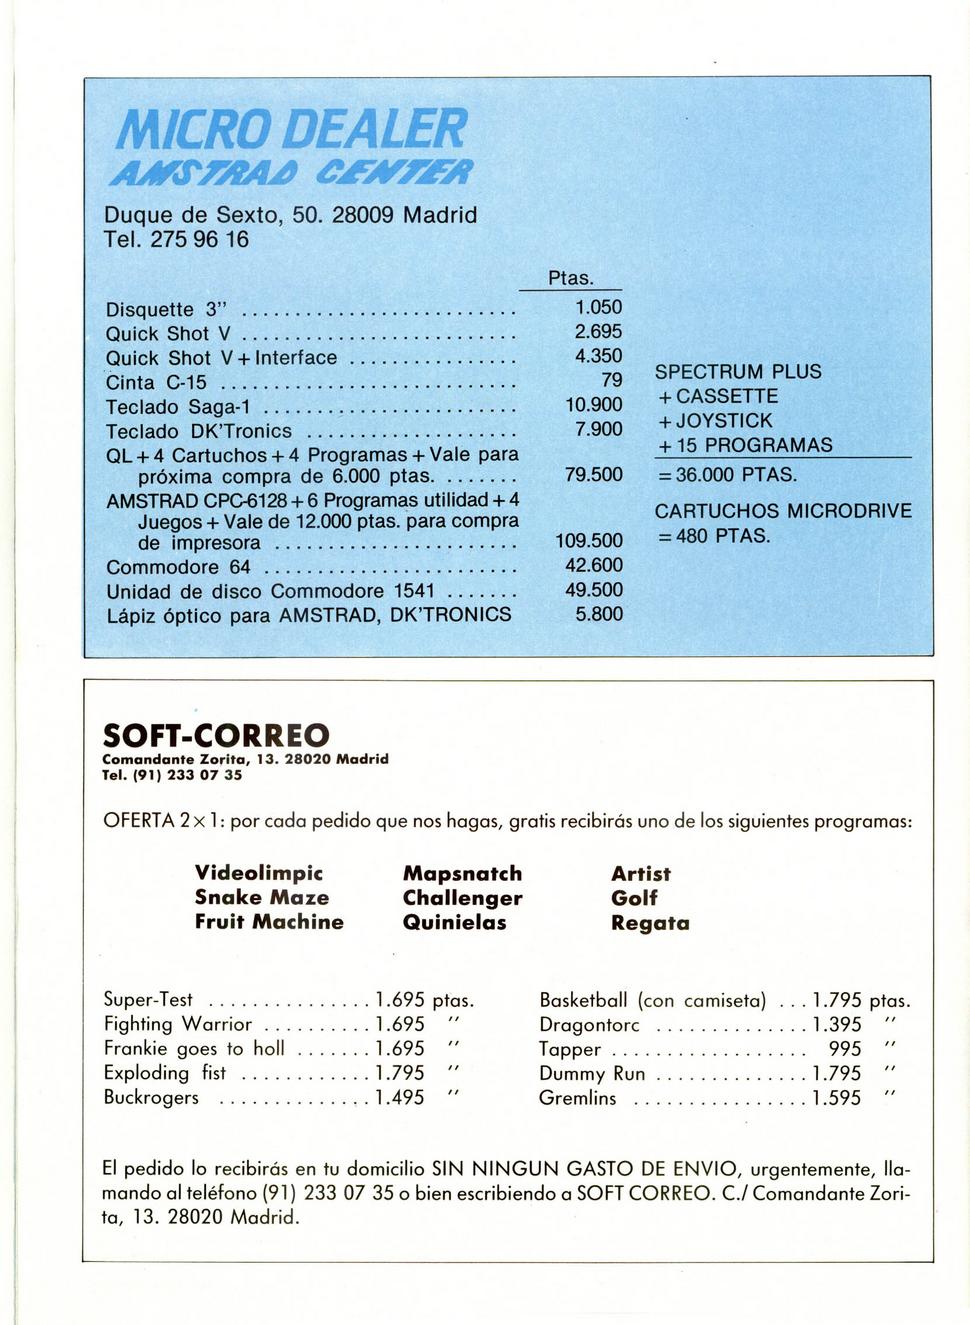 MICRO DEALER
AMSTRAD CENTER
Duque de Sexto, 50. 28009 Madrid
Tel. 275 96 16
Ptas.
Disquette 3" .......................... 1.050
Quick Shot V .......................... 2.695
Quick Shot V + Interface ................ 4.350
Cinta C-15 ............................ 79
Teclado Saga-1 ........................ 10.900
Teclado DK'Tronics .................... 7.900
QL + 4 Cartuchos + 4 Programas + Vale para
próxima compra de 6.000 ptas. ....... 79.500
AMSTRAD CPC-6128 + 6 Programas utilidad + 4
Juegos + Vale de 12.000 ptas. para compra
de impresora ....................... 109.500
Commodore 64 ........................ 42.600
Unidad de disco Commodore 1541 ....... 49.500
Lápiz óptico para AMSTRAD, DK'TRONICS 5.800
SPECTRUM PLUS
+ CASSETTE
+ JOYSTICK
+ 15 PROGRAMAS
= 36.000 PTAS.
CARTUCHOS MICRODRIVE
= 480 PTAS.
SOFT-CORREO
Comandante Zorita, 13. 28020 Madrid
Tel. (91) 233 07 35
OFERTA 2 x 1: por cada pedido que nos hagas, gratis recibirás uno de los siguientes programas:
Videolimpic Mapsnatch Artist
Snake Maze Challenger Golf
Fruit Machine Quinielas Regata
Super-Test ............... 1.695 ptas.
Fighting Warrior .......... 1.695 "
Frankie goes to holl ....... 1.695 "
Exploding fist ............ 1.795 "
Buckrogers .............. 1.495 "
Basketball (con camiseta) ... 1.795 ptas.
Dragontorc .............. 1.395 "
Tapper .................. 995 "
Dummy Run .............. 1.795 "
Gremlins ................ 1.595 "
El pedido lo recibirás en tu domicilio SIN NINGUN GASTO DE ENVIO, urgentemente, lla-
mando al teléfono (91) 233 07 35 o bien escribiendo a SOFT CORREO. C./ Comandante Zori-
ta, 13. 28020 Madrid.